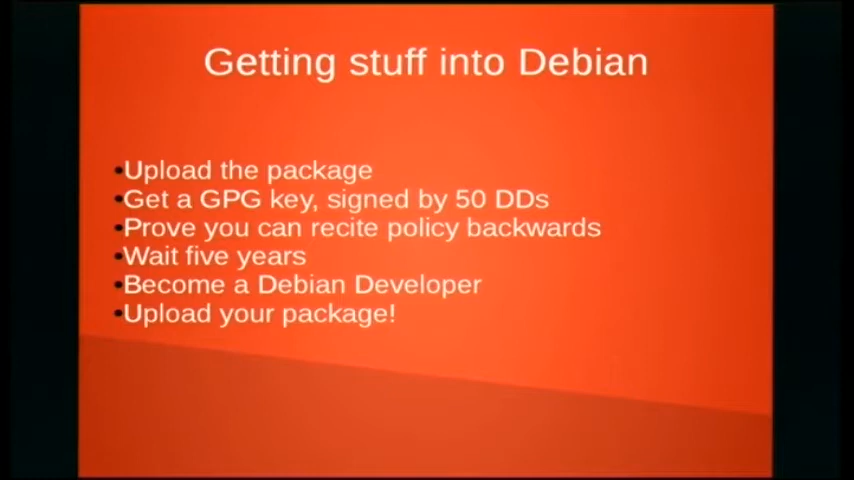 Getting stuff into Debian
•Upload the package
•Get a GPG key, signed by 50 DDs
•Prove you can recite policy backwards
•Wait five years
•Become a Debian Developer
•Upload your package!